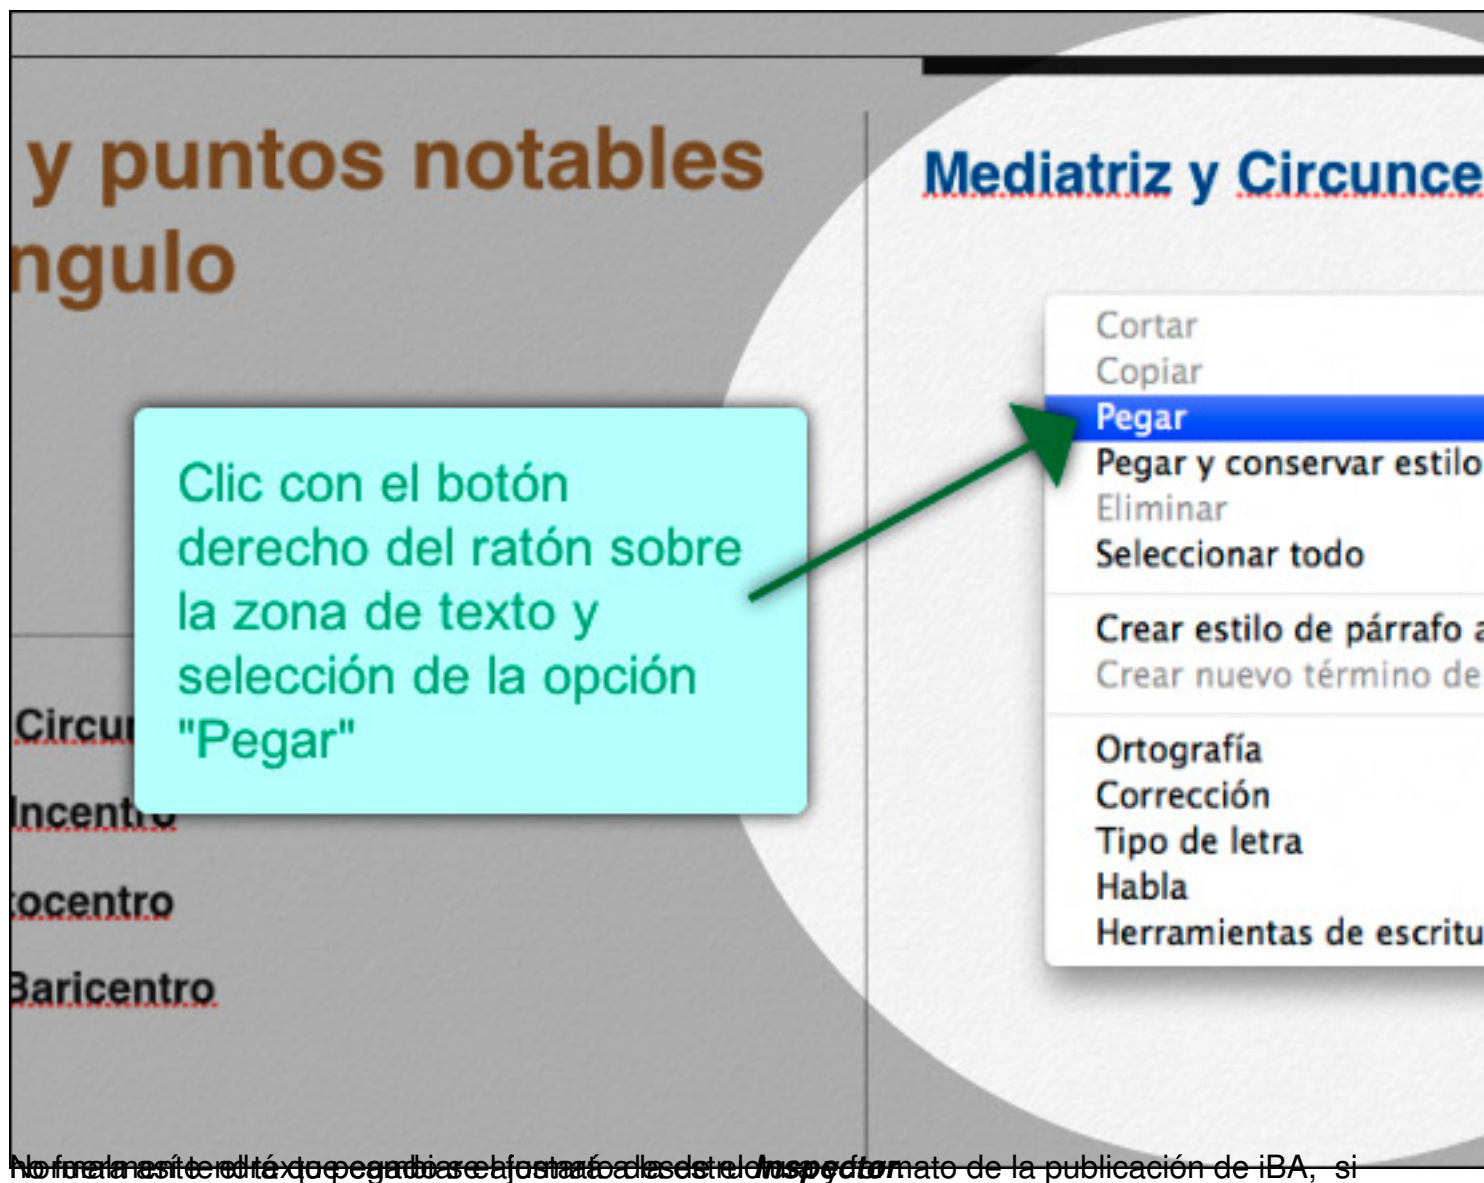 y puntos notables
ngulo
Mediatriz y Circunce
Cortar
Copiar
Pegar
Pegar y conservar estilo
Eliminar
Seleccionar todo
Crear estilo de párrafo a
Crear nuevo término de
Ortografía
Corrección
Tipo de letra
Habla
Herramientas de escritu
Clic con el botón
derecho del ratón sobre
la zona de texto y
selección de la opción
"Pegar"
Circu
Incentro
tocentro
Baricentro
de la publicación de iBA, si